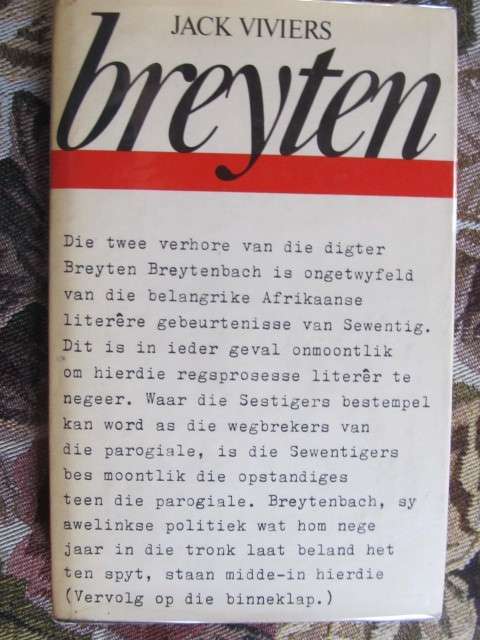 JACK VIVIERS
breyten
Die twee verhore van die digter
Breyten Breytenbach is ongetwyfeld
van die belangrike Afrikaanse
literêre gebeurtenisse van Sewentig.
Dit is in ieder geval onmoontlik
om hierdie regsprosesse literêr te
negeer. Waar die Sestigers bestempel
kan word as die wegbrekers van
die parogiale, is die Sewentigers
bes moontlik die opstandiges
teen die parogiale. Breytenbach, sy
awelinkse politiek wat hom nege
jaar in die tronk laat beland het
ten spyt, staan midde-in hierdie
(Vervolg op die binneklap.)